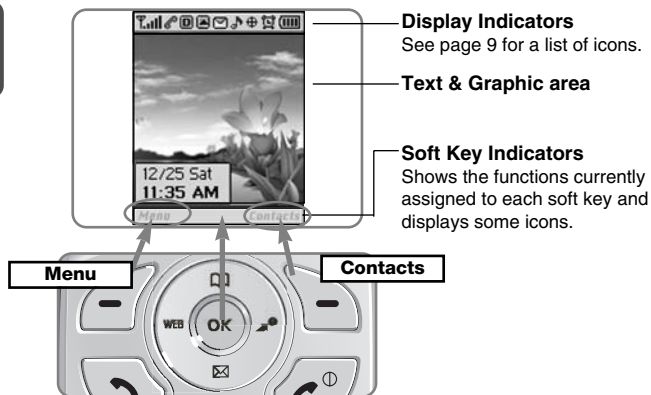 Display Indicators
See page 9 for a list of icons.
Text & Graphic area
Soft Key Indicators
Shows the functions currently
assigned to each soft key and
displays some icons.
12/25 Sat
11:35 AM
Menu
Contacts
Menu
Contacts
WEB
OK